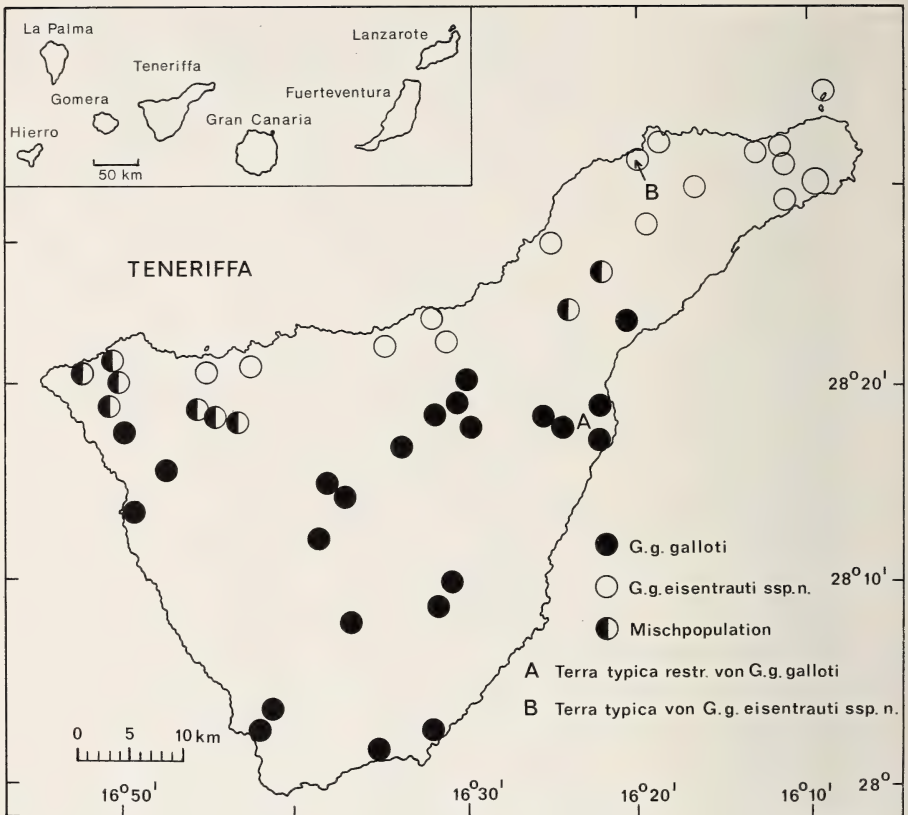 La Palma
Lanzarote
Teneriffa
Gomera
Fuerteventura
Gran Canaria
Hierro
50 km
B
TENERIFFA
28° 20'
A
G.g. galloti
28° 10'
G.g. eisentrauti ssp. n.
Mischpopulation
A Terra typica restr. von G.g. galloti
B Terra typica von G.g. eisentrauti ssp. n.
0 5 10 km
28°
16° 50' 16° 30' 16° 20' 16° 10'